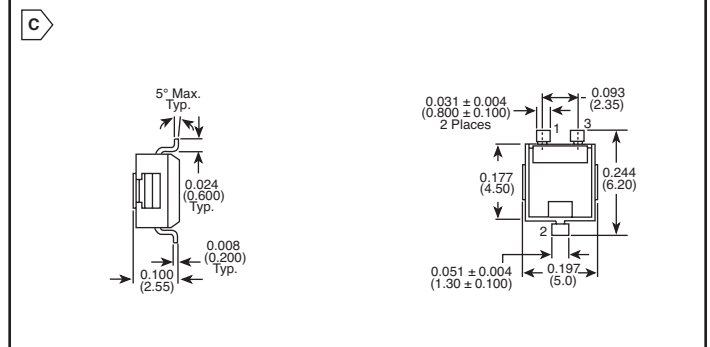 C
5° Max.
Typ.
0.024
(0.600)
Typ.
0.008
(0.200)
Typ.
0.100
(2.55)
0.031 ± 0.004
(0.800 ± 0.100)
2 Places
0.093
(2.35)
1
3
0.177
(4.50)
0.244
(6.20)
2
0.051 ± 0.004
(1.30 ± 0.100)
0.197
(5.0)